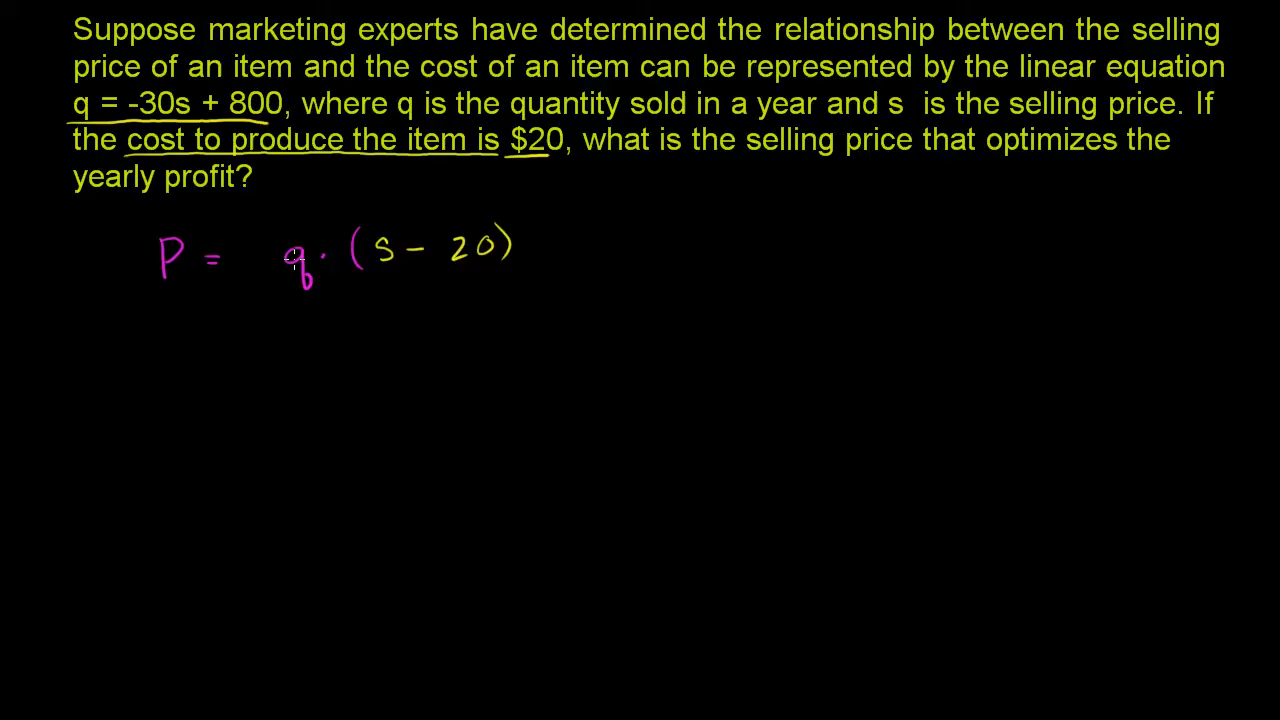 Suppose marketing experts have determined the relationship between the selling
price of an item and the cost of an item can be represented by the linear equation
q = -30s + 800, where q is the quantity sold in a year and s is the selling price. If
the cost to produce the item is $20, what is the selling price that optimizes the
yearly profit?
P = q · (s - 20)